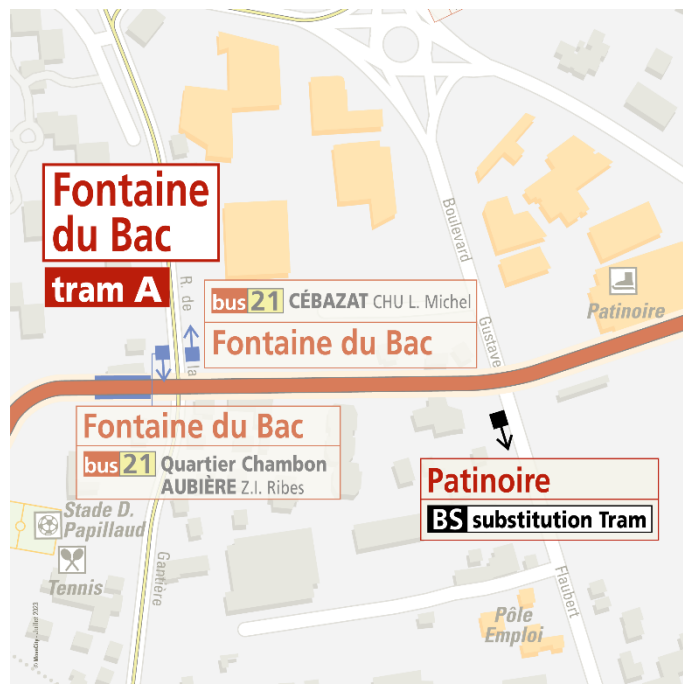 Fontaine
du Bac
tram A
R. de la
Gantière
bus 21 CÉBAZAT CHU L. Michel
Fontaine du Bac
Boulevard
Gustave
Flaubert
Patinoire
Fontaine du Bac
bus 21 Quartier Chambon
AUBIÈRE Z.I. Ribes
Patinoire
BS substitution Tram
Stade D.
Papillaud
Tennis
Pôle
Emploi